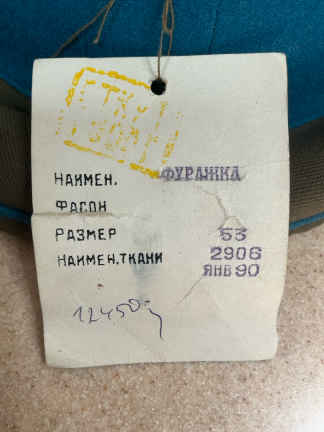 НАИМЕН. ФУРАЖКА
ФАСОН
РАЗМЕР 53
НАИМЕН.ТКАНИ 2906
ЯНВ 90
12450-